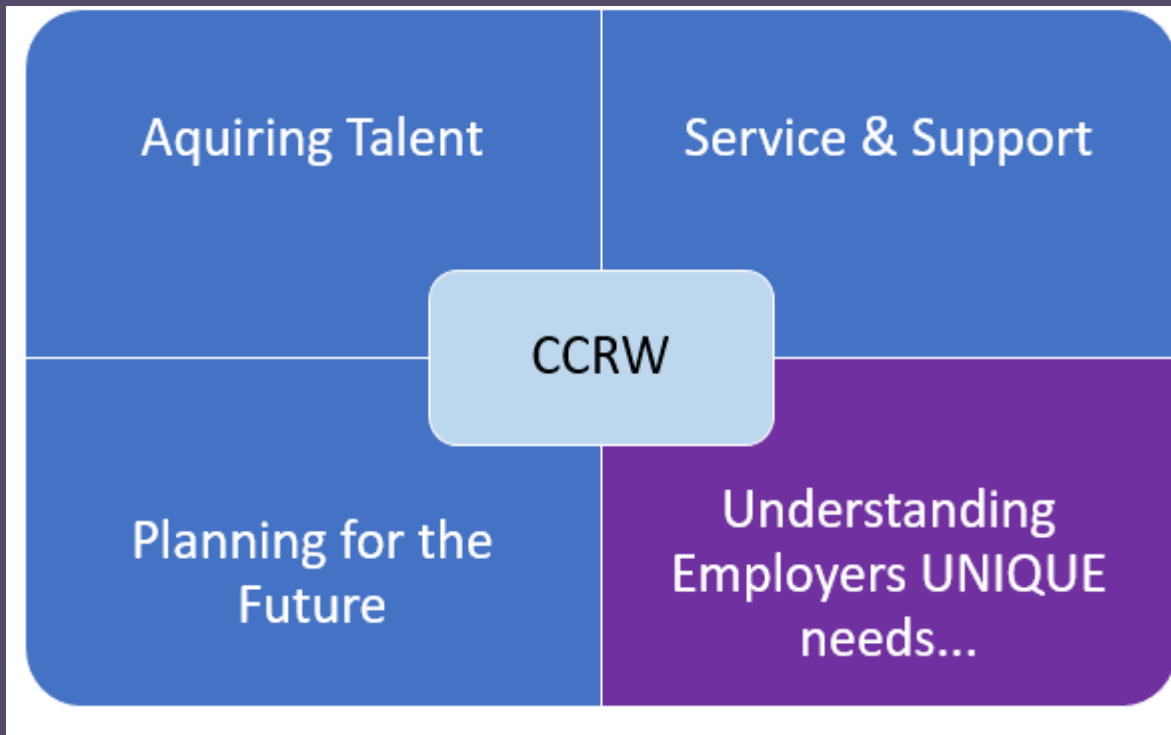 Aquiring Talent
Service & Support
CCRW
Planning for the
Future
Understanding
Employers UNIQUE
needs...